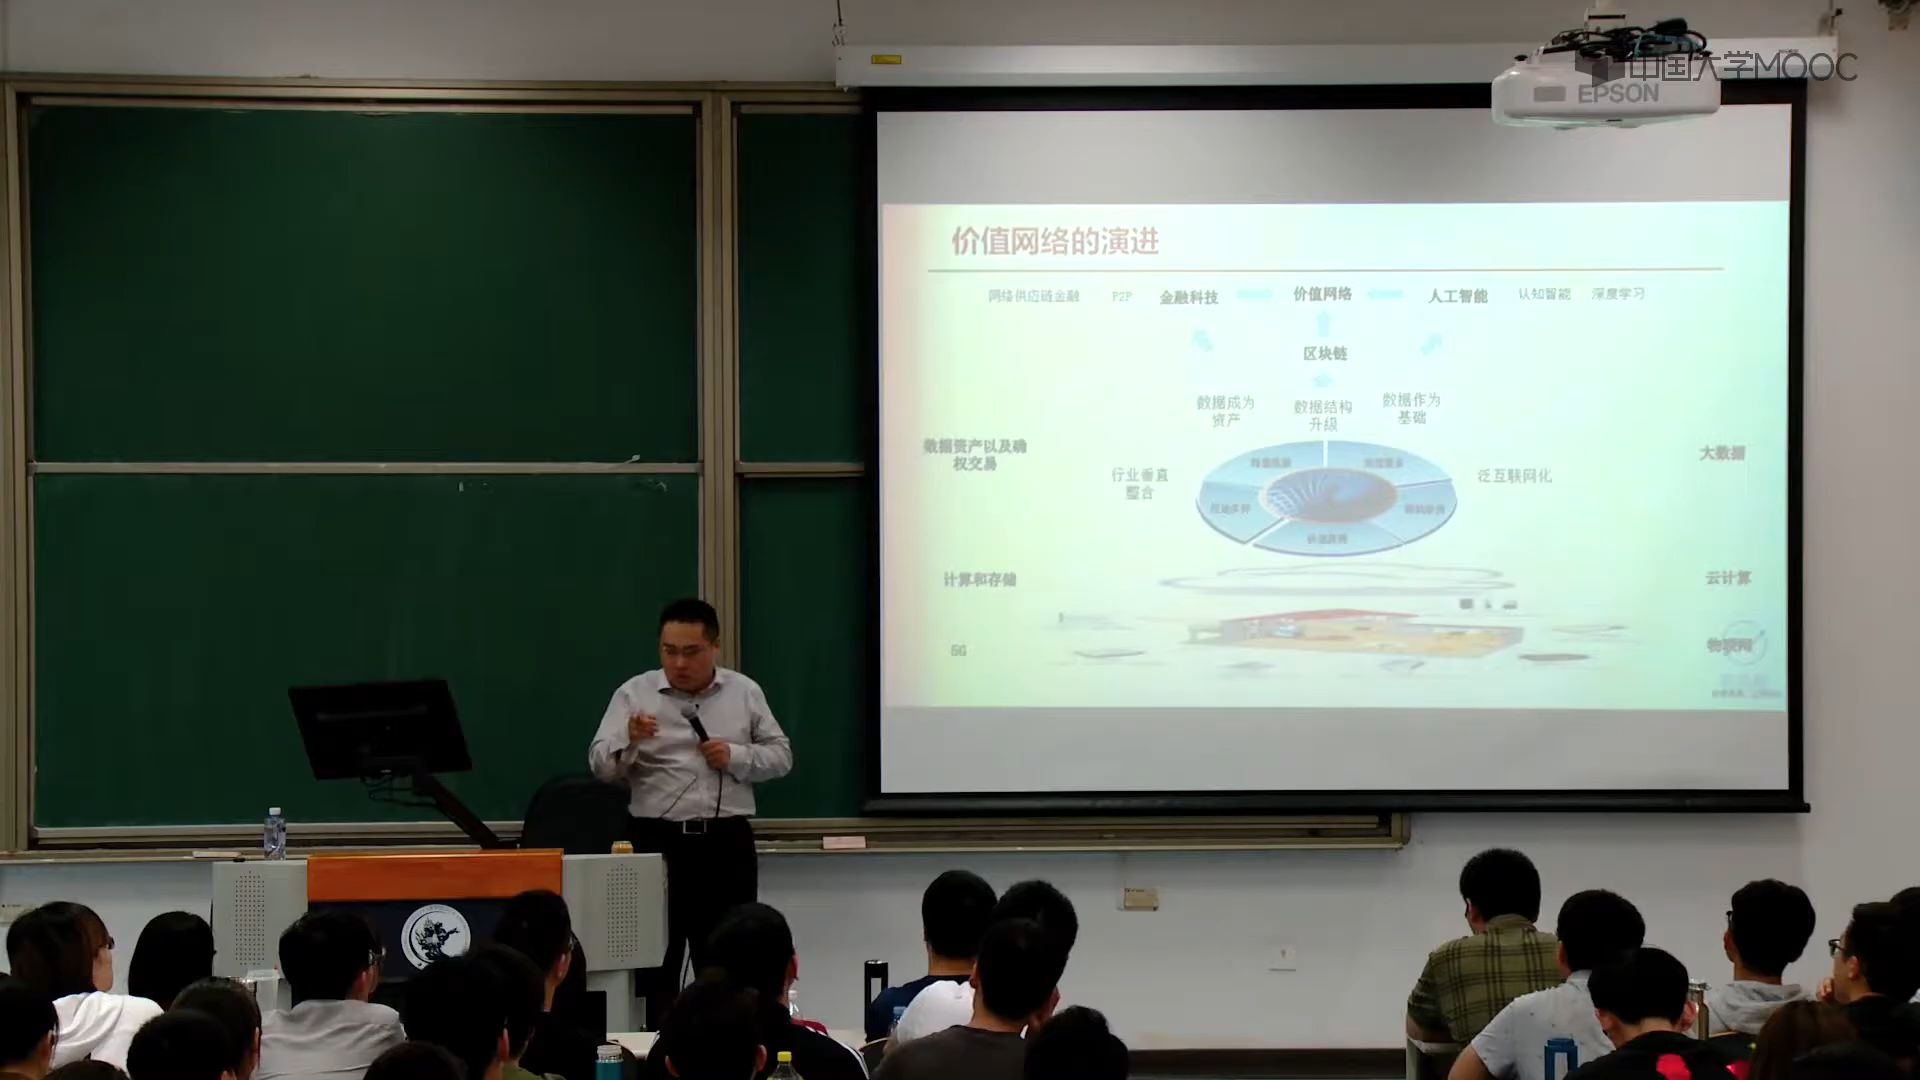 中国大学MOOC
EPSON
价值网络的演进
网络供应链金融 P2P 金融科技 价值网络 人工智能 认知智能 深度学习
区块链
数据成为
资产
数据结构
升级
数据作为
基础
数据资产以及确
权交易
行业垂直
整合
泛互联网化
大数据
计算和存储
云计算
5G
物联网